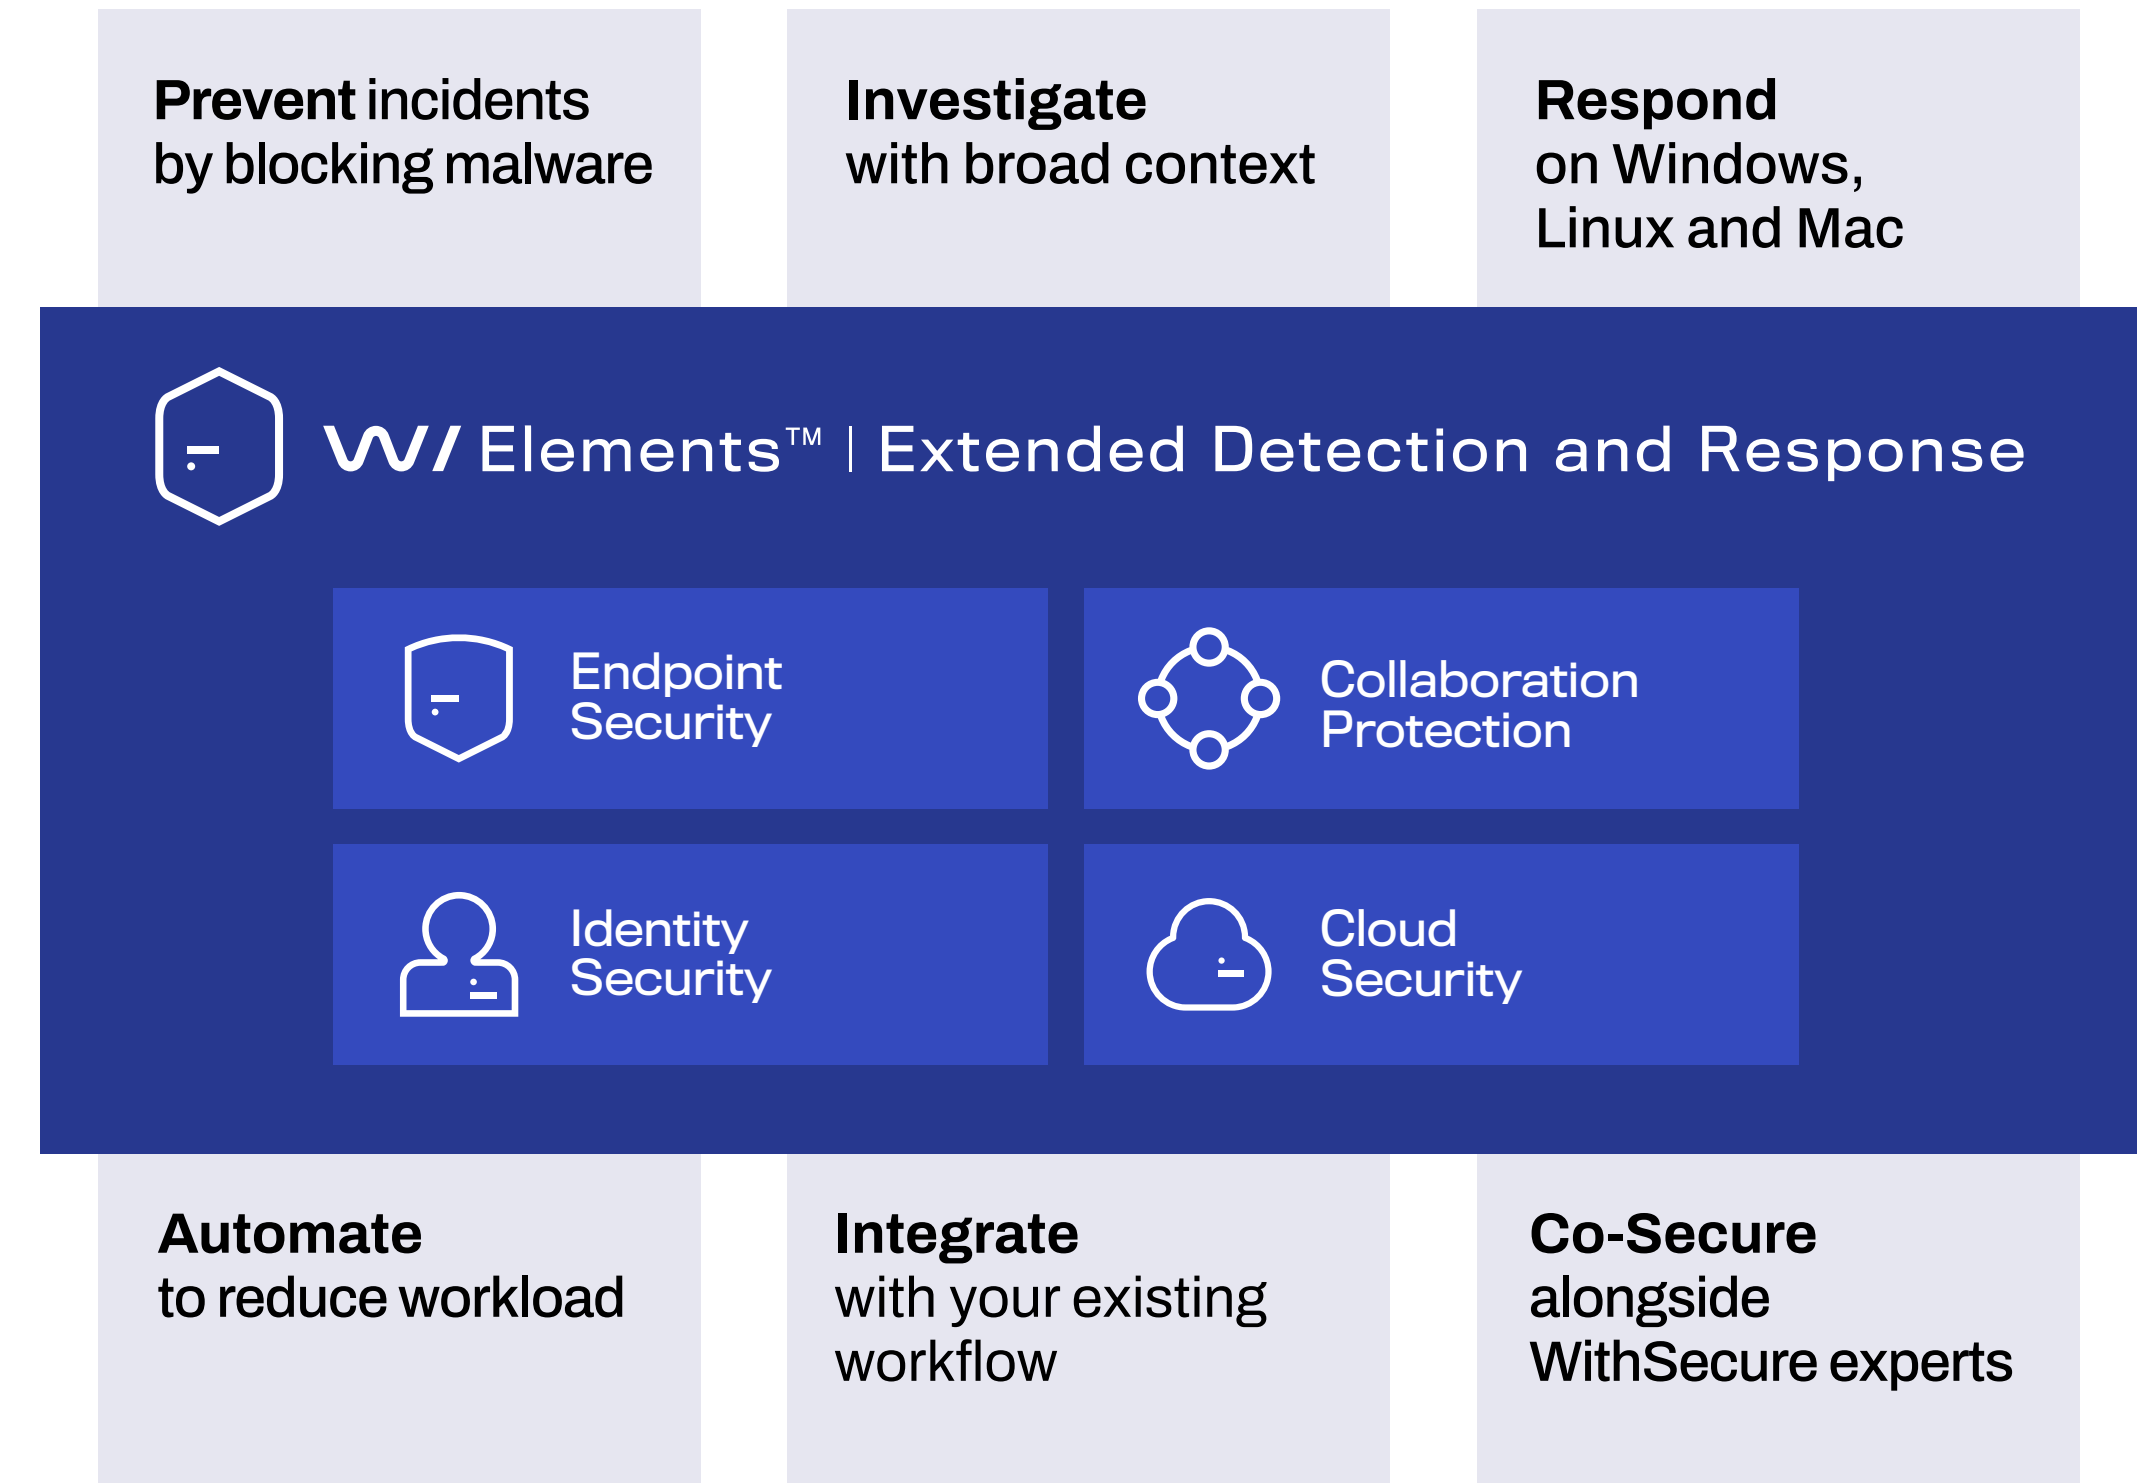 Prevent incidents
by blocking malware
Investigate
with broad context
Respond
on Windows,
Linux and Mac
W/ Elements™ | Extended Detection and Response
Endpoint
Security
Collaboration
Protection
Identity
Security
Cloud
Security
Automate
to reduce workload
Integrate
with your existing
workflow
Co-Secure
alongside
WithSecure experts